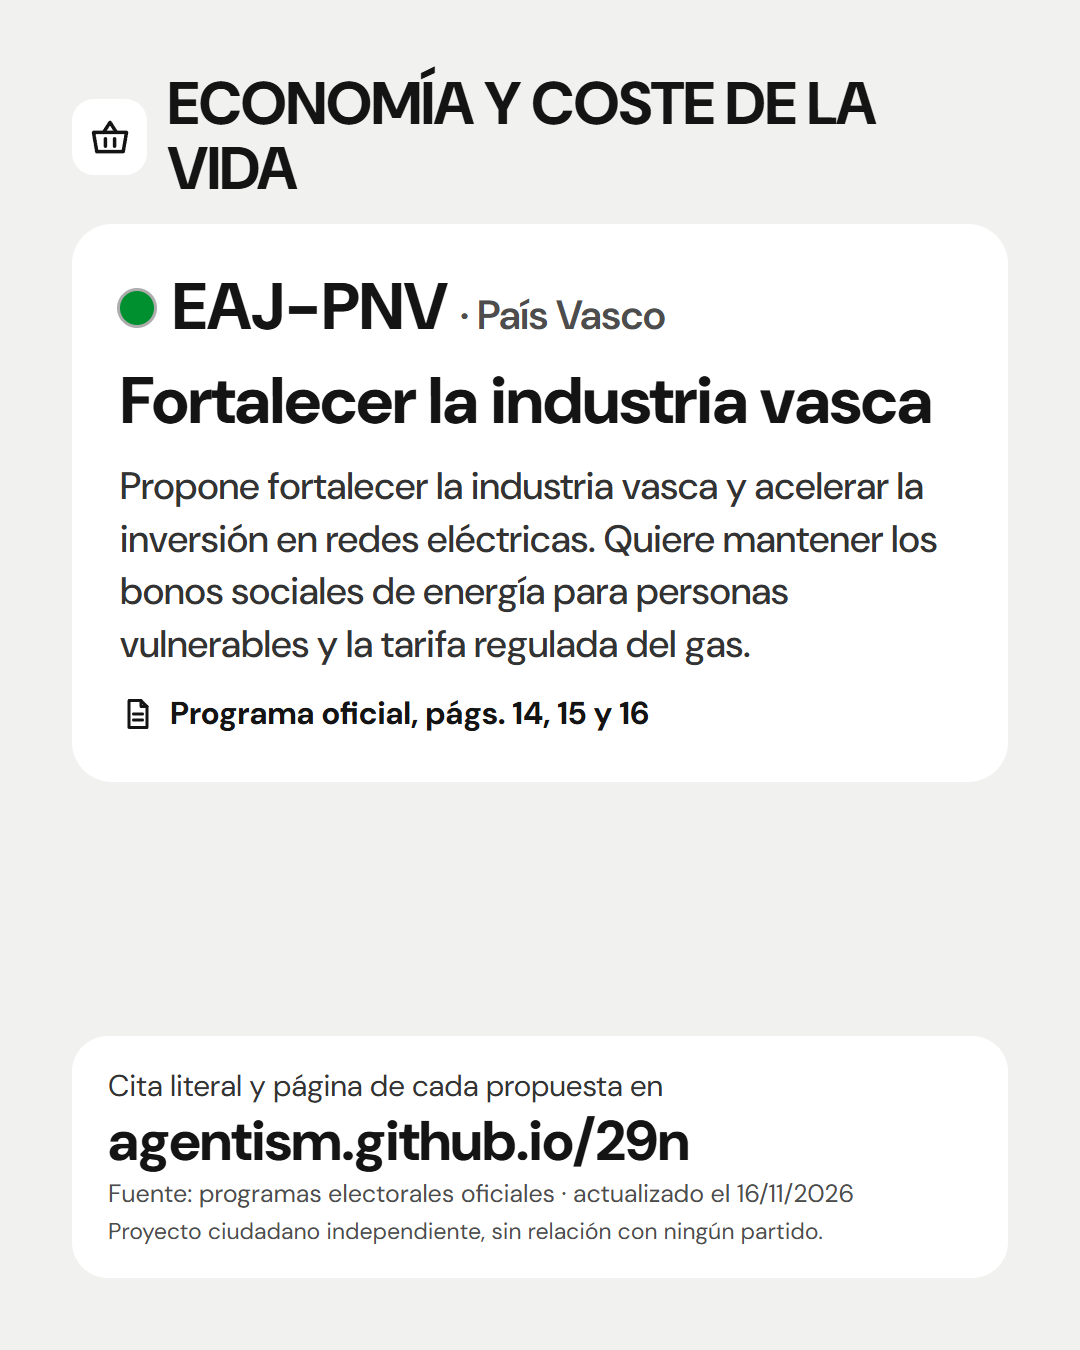 ECONOMÍA Y COSTE DE LA
VIDA
EAJ-PNV · País Vasco
Fortalecer la industria vasca
Propone fortalecer la industria vasca y acelerar la
inversión en redes eléctricas. Quiere mantener los
bonos sociales de energía para personas
vulnerables y la tarifa regulada del gas.
Programa oficial, págs. 14, 15 y 16
Cita literal y página de cada propuesta en
agentism.github.io/29n
Fuente: programas electorales oficiales · actualizado el 16/11/2026
Proyecto ciudadano independiente, sin relación con ningún partido.